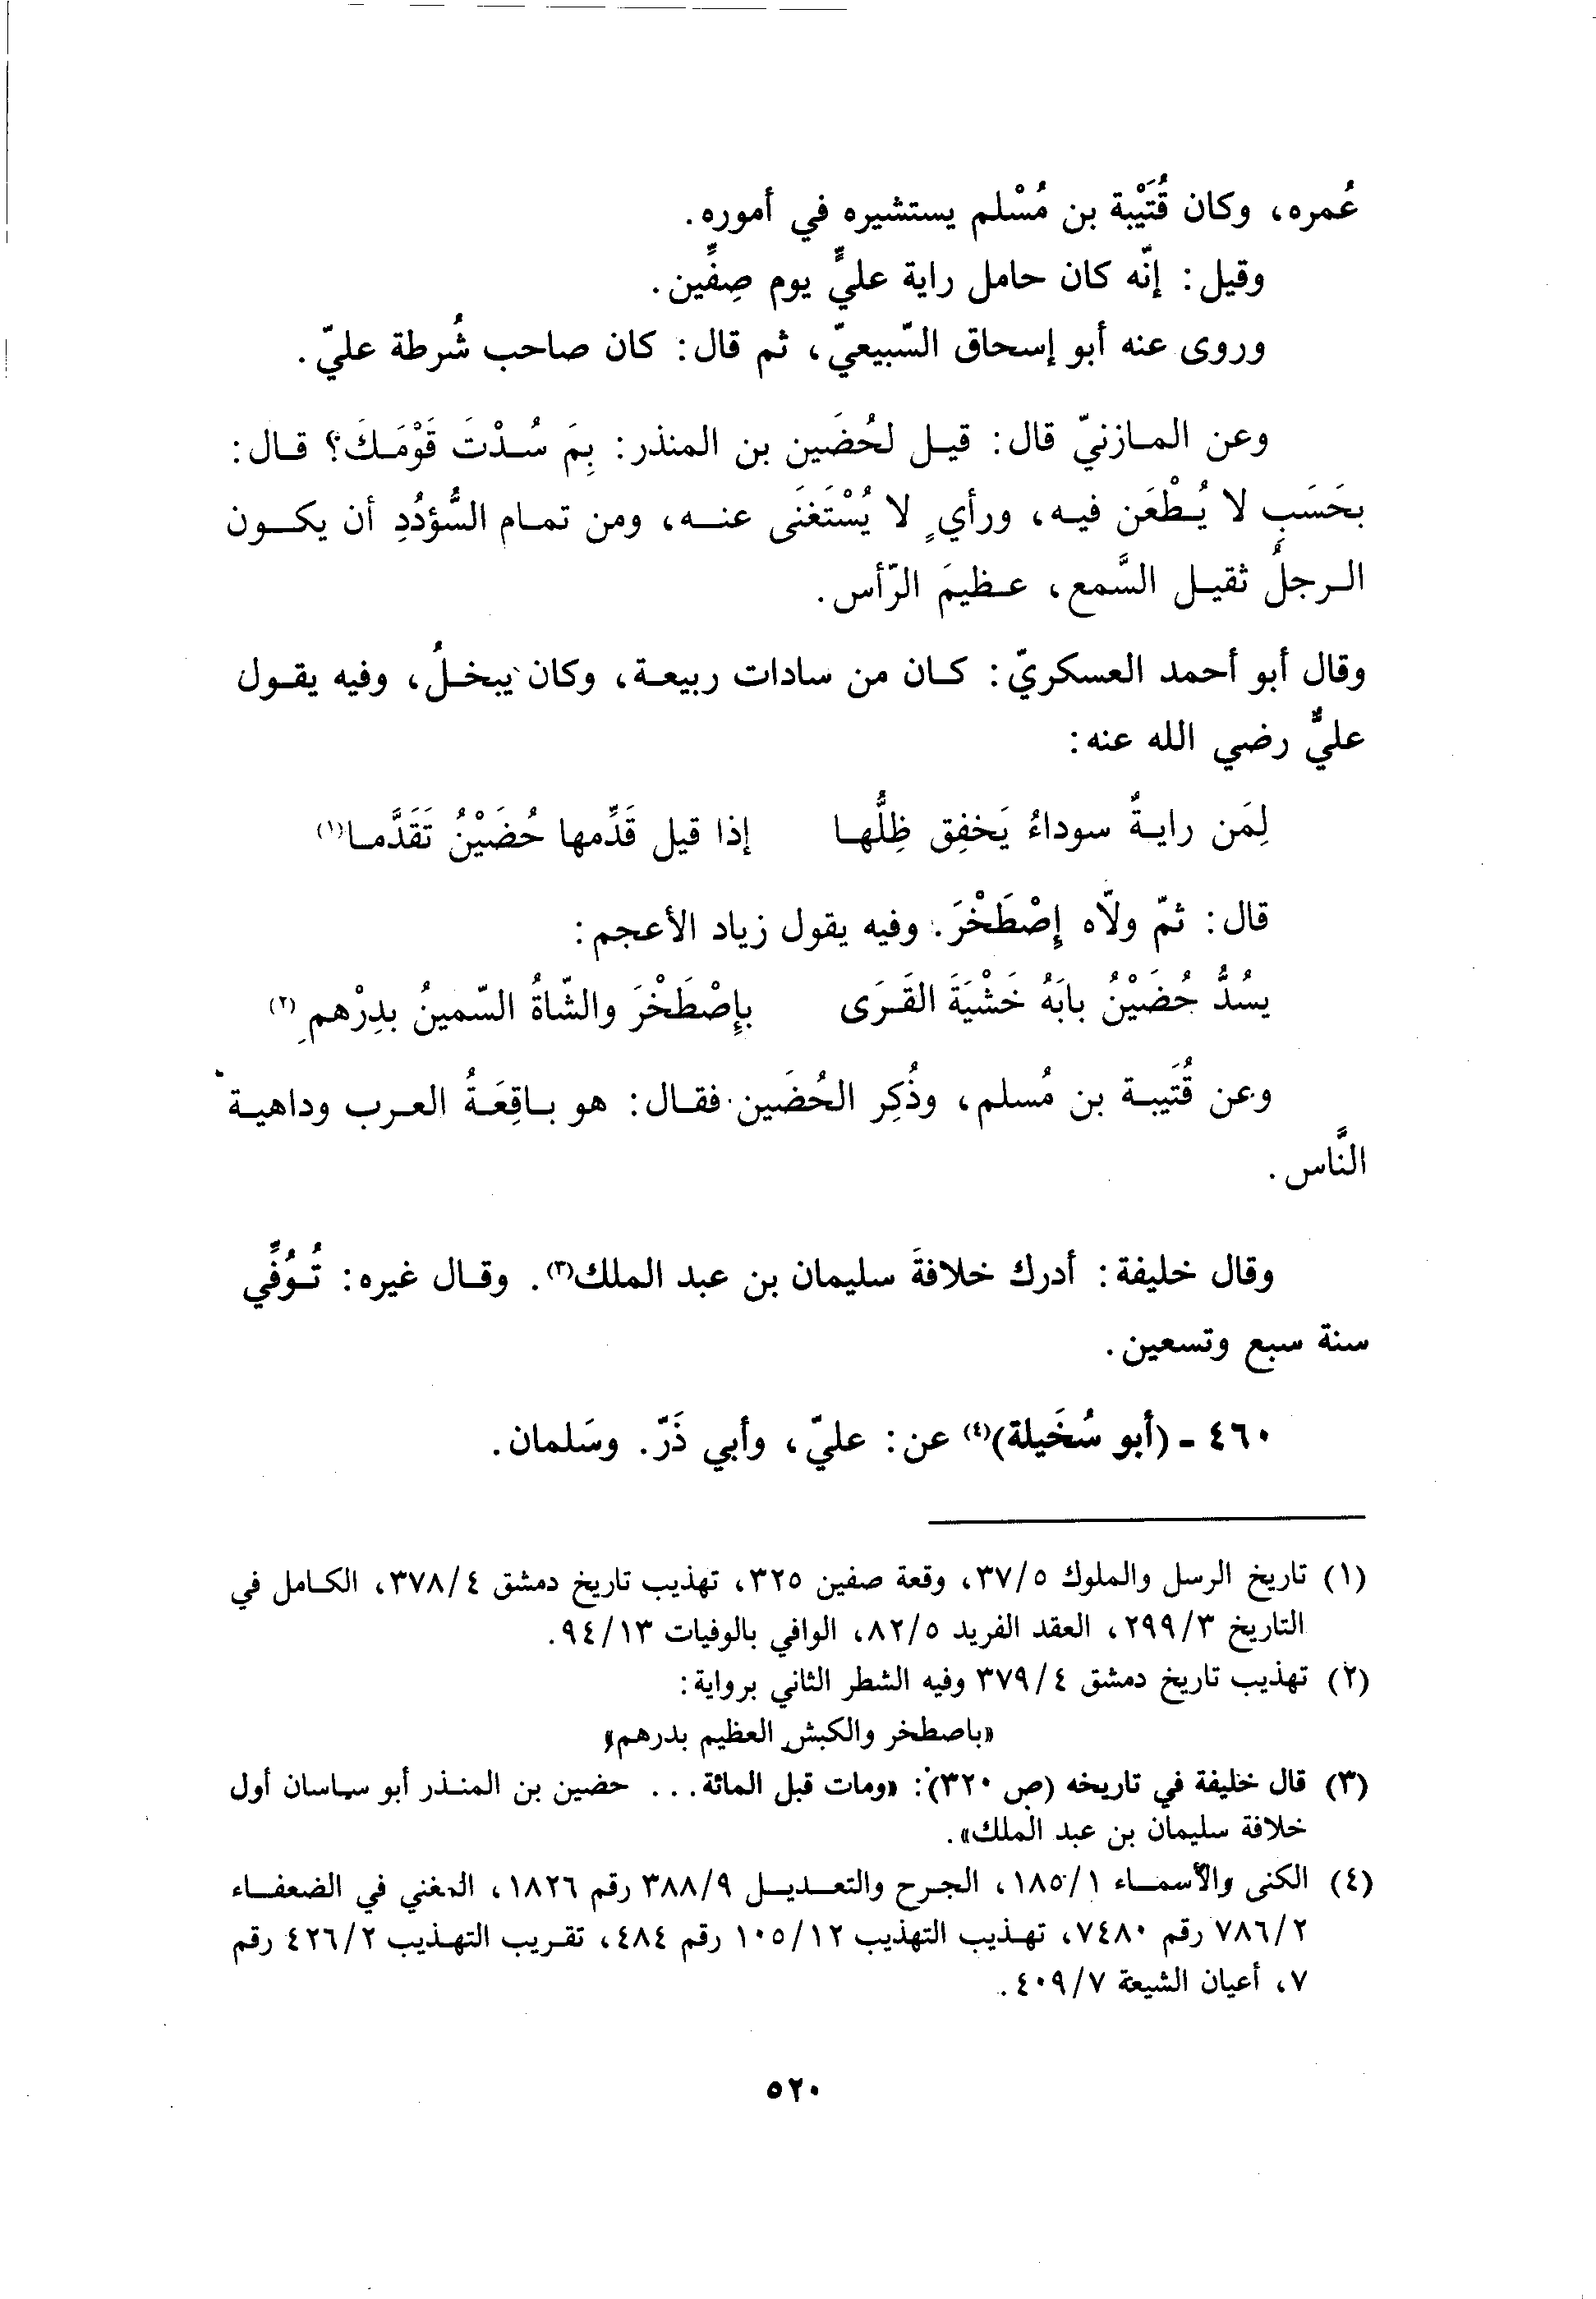 عُمره، وكان قُتَيْبة بن مُسْلم يستشيره في أموره.
وقيل: إنّه كان حامل راية عليٍّ يوم صِفِّين.
وروى عنه أبو إسحاق السّبيعيّ، ثم قال: كان صاحب شُرطة عليّ.
وعن المازنيّ قال: قيل لحُضَين بن المنذر: بِمَ سُدْتَ قَوْمَكَ؟ قال:
بحَسَبٍ لا يُطْعَن فيه، ورأيٍ لا يُسْتَغنَى عنه، ومن تمام السُّؤدُدِ أن يكون
الرجلُ ثقيل السَّمع، عظيمَ الرّأس.
وقال أبو أحمد العسكريّ: كان من سادات ربيعة، وكان يبخلُ، وفيه يقول
عليٌّ رضي الله عنه:
لِمَن رايةٌ سوداءُ يَخفِق ظِلُّها إذا قيل قَدِّمها حُضَيْنُ تَقَدَّما(١)
قال: ثمّ ولّاه إِصْطَخْرَ. وفيه يقول زياد الأعجم:
يسُدُّ حُضَيْنُ بابَهُ خَشْيَةَ القَرَى بإِصْطَخْرَ والشّاةُ السّمينُ بدِرْهمِ(٢)
وعن قُتَيبة بن مُسلم، وذُكِر الحُضَين فقال: هو باقِعَةُ العرب وداهية
النَّاس.
وقال خليفة: أدرك خلافةَ سليمان بن عبد الملك(٣). وقال غيره: تُوُفِّي
سنة سبع وتسعين.
٤٦٠ - (أبو سُخَيلة)(٤) عن: عليّ، وأبي ذَرّ. وسَلمان.
(١) تاريخ الرسل والملوك ٣٧/٥، وقعة صفين ٣٢٥، تهذيب تاريخ دمشق ٣٧٨/٤، الكامل في
التاريخ ٢٩٩/٣، العقد الفريد ٨٢/٥، الوافي بالوفيات ٩٤/١٣.
(٢) تهذيب تاريخ دمشق ٣٧٩/٤ وفيه الشطر الثاني برواية:
«باصطخر والكبش العظيم بدرهم»
(٣) قال خليفة في تاريخه (ص ٣٢٠): «ومات قبل المائة... حضين بن المنذر أبو ساسان أول
خلافة سليمان بن عبد الملك».
(٤) الكنى والأسماء ١٨٥/١، الجرح والتعديل ٣٨٨/٩ رقم ١٨٢٦، المغني في الضعفاء
٧٨٦/٢ رقم ٧٤٨٠، تهذيب التهذيب ١٠٥/١٢ رقم ٤٨٤، تقريب التهذيب ٤٢٦/٢ رقم
٧، أعيان الشيعة ٤٠٩/٧.
٥٢٠